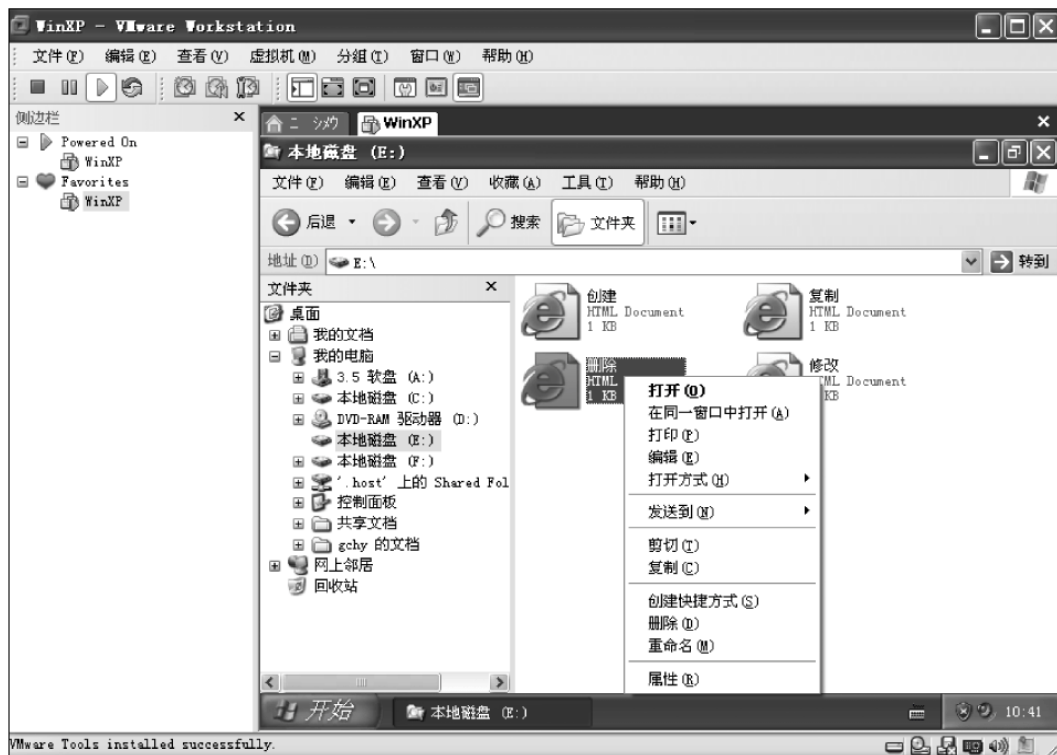 WinXP - VMware Workstation
文件(F) 编辑(E) 查看(V) 虚拟机(M) 分组(T) 窗口(W) 帮助(H)
侧边栏
Powered On
WinXP
Favorites
WinXP
WinXP
本地磁盘 (E:)
文件(F) 编辑(E) 查看(V) 收藏(A) 工具(T) 帮助(H)
后退 搜索 文件夹
地址(D) E:\ 转到
文件夹
桌面
我的文档
我的电脑
3.5 软盘 (A:)
本地磁盘 (C:)
DVD-RAM 驱动器 (D:)
本地磁盘 (E:)
本地磁盘 (F:)
'.host' 上的 Shared Fol
控制面板
共享文档
gchy 的文档
网上邻居
回收站
创建
HTML Document
1 KB
复制
HTML Document
1 KB
删除
HTML
1 KB
修改
HTML Document
KB
打开(O)
在同一窗口中打开(A)
打印(P)
编辑(E)
打开方式(H)
发送到(N)
剪切(T)
复制(C)
创建快捷方式(S)
删除(D)
重命名(M)
属性(R)
开始 本地磁盘 (E:) 10:41
VMware Tools installed successfully.